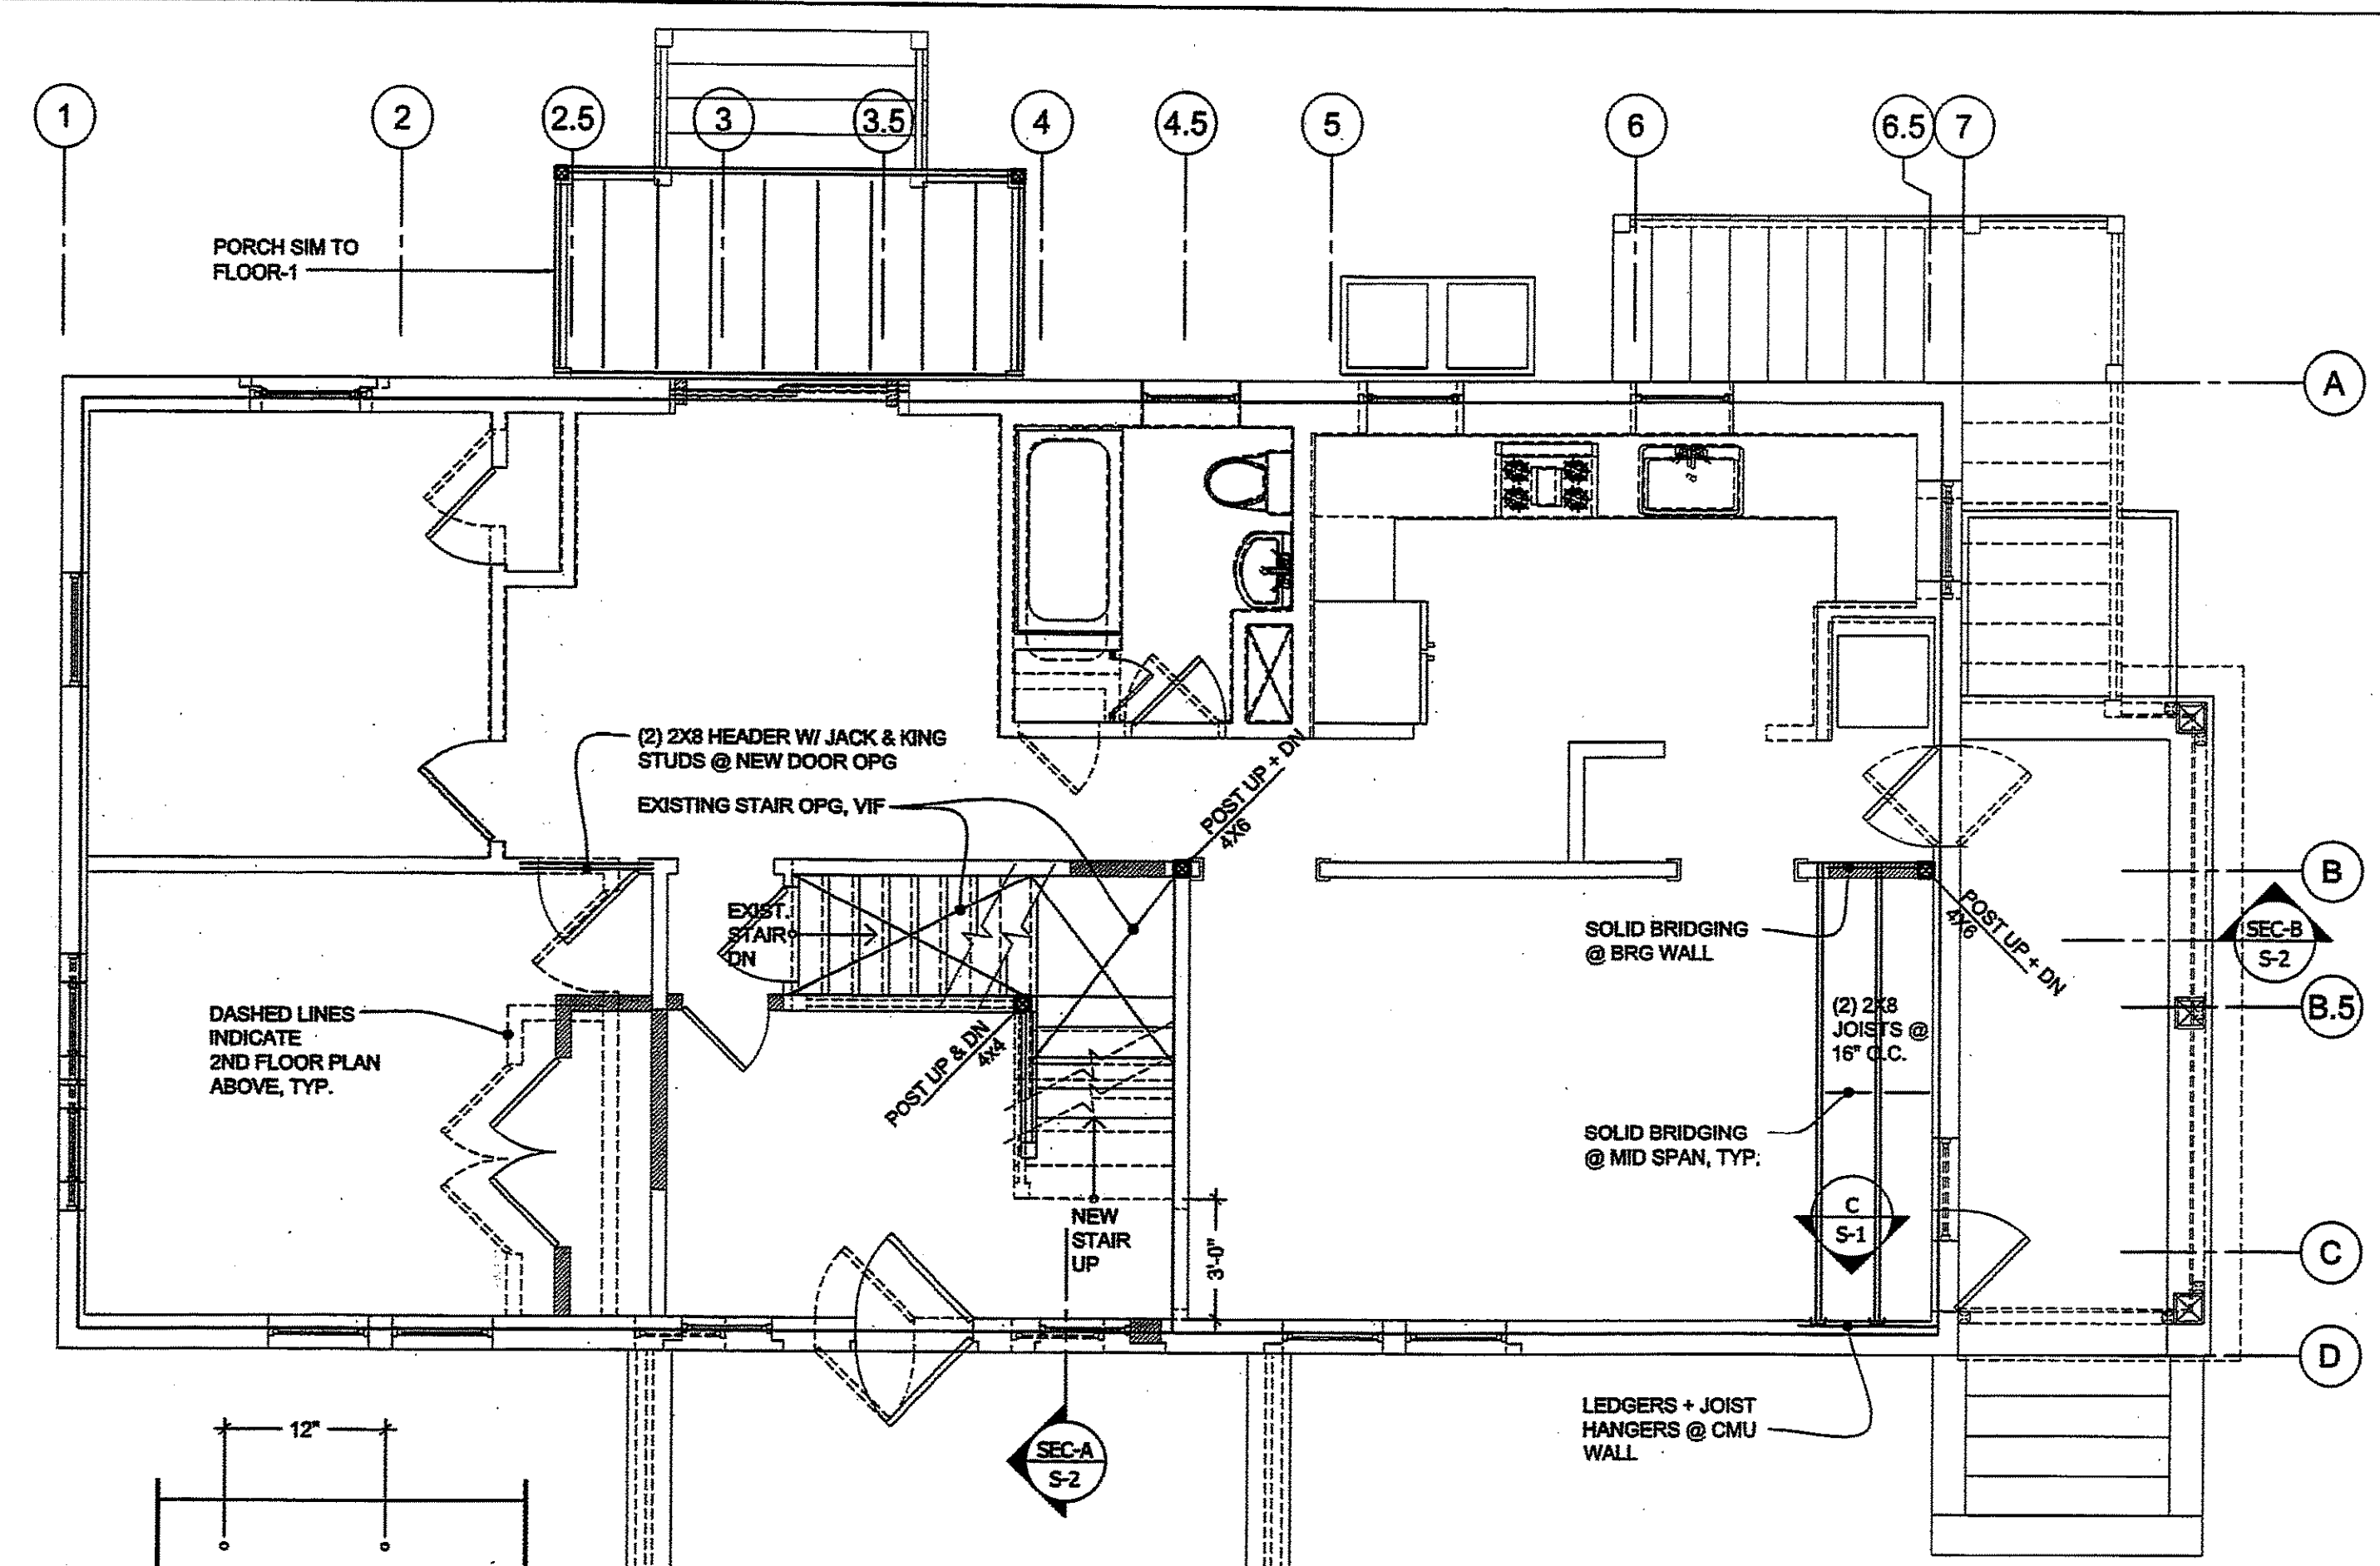 1
2
2.5
3
3.5
4
4.5
5
6
6.5
7
PORCH SIM TO
FLOOR-1
A
(2) 2X8 HEADER W/ JACK & KING
STUDS @ NEW DOOR OPG
EXISTING STAIR OPG, VIF
POST UP + DN
4X6
B
EXIST.
STAIR
DN
SOLID BRIDGING
@ BRG WALL
POST UP + DN
4X6
SEC-B
S-2
DASHED LINES
INDICATE
2ND FLOOR PLAN
ABOVE, TYP.
(2) 2X8
JOISTS @
16" O.C.
B.5
POST UP & DN
4x4
SOLID BRIDGING
@ MID SPAN, TYP.
C
S-1
NEW
STAIR
UP
3'-0"
C
D
12"
SEC-A
S-2
LEDGERS + JOIST
HANGERS @ CMU
WALL